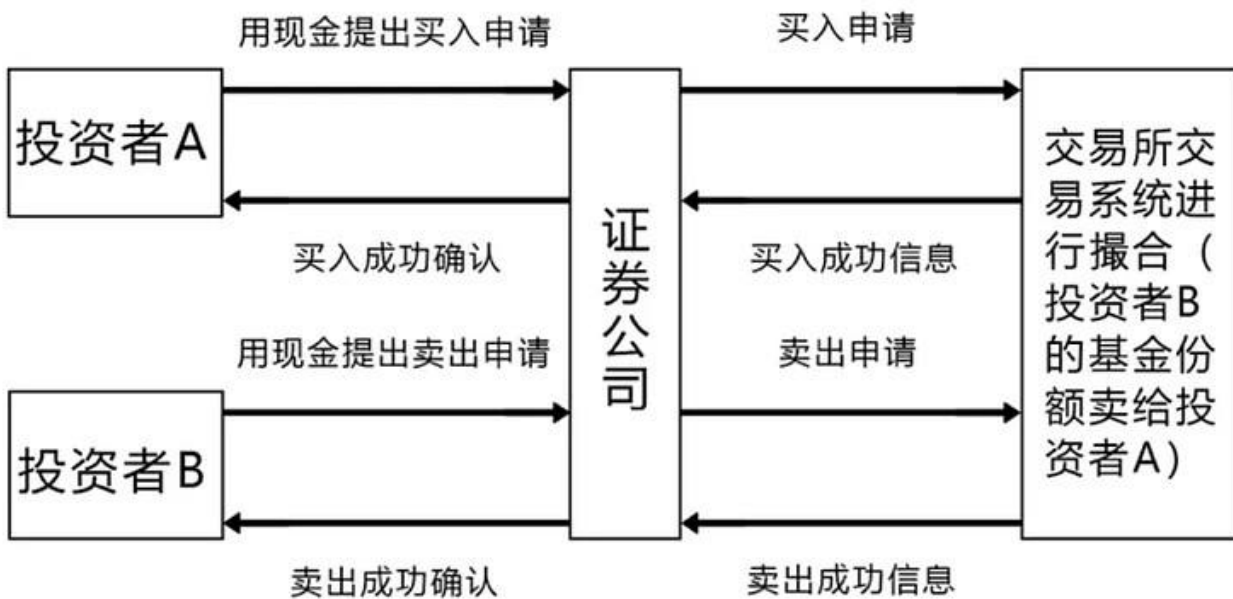 用现金提出买入申请
买入申请
投资者A
买入成功确认
买入成功信息
证券公司
用现金提出卖出申请
卖出申请
投资者B
卖出成功确认
卖出成功信息
交易所交
易系统进
行撮合（
投资者B
的基金份
额卖给投
资者A）